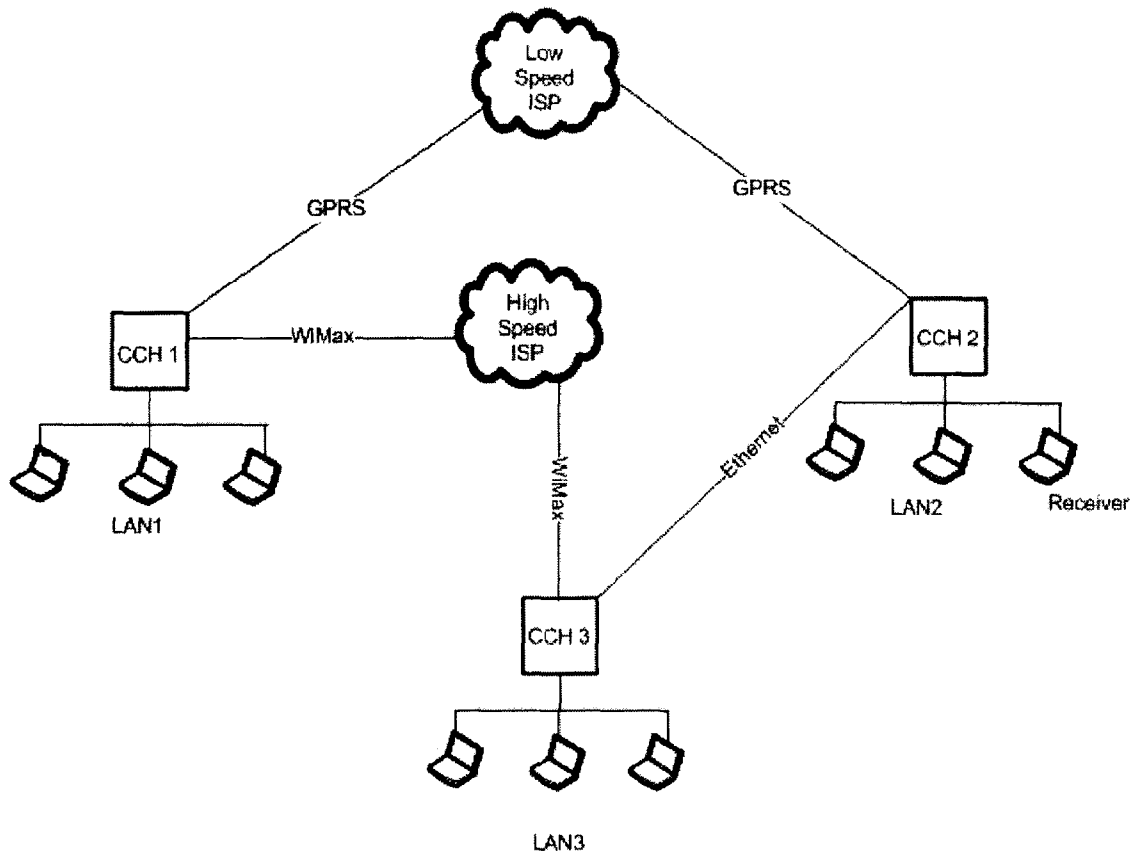 Low
Speed
ISP
GPRS
GPRS
High
Speed
ISP
CCH 1
WiMax
CCH 2
Ethernet
WiMax
LAN1
LAN2
Receiver
CCH 3
LAN3